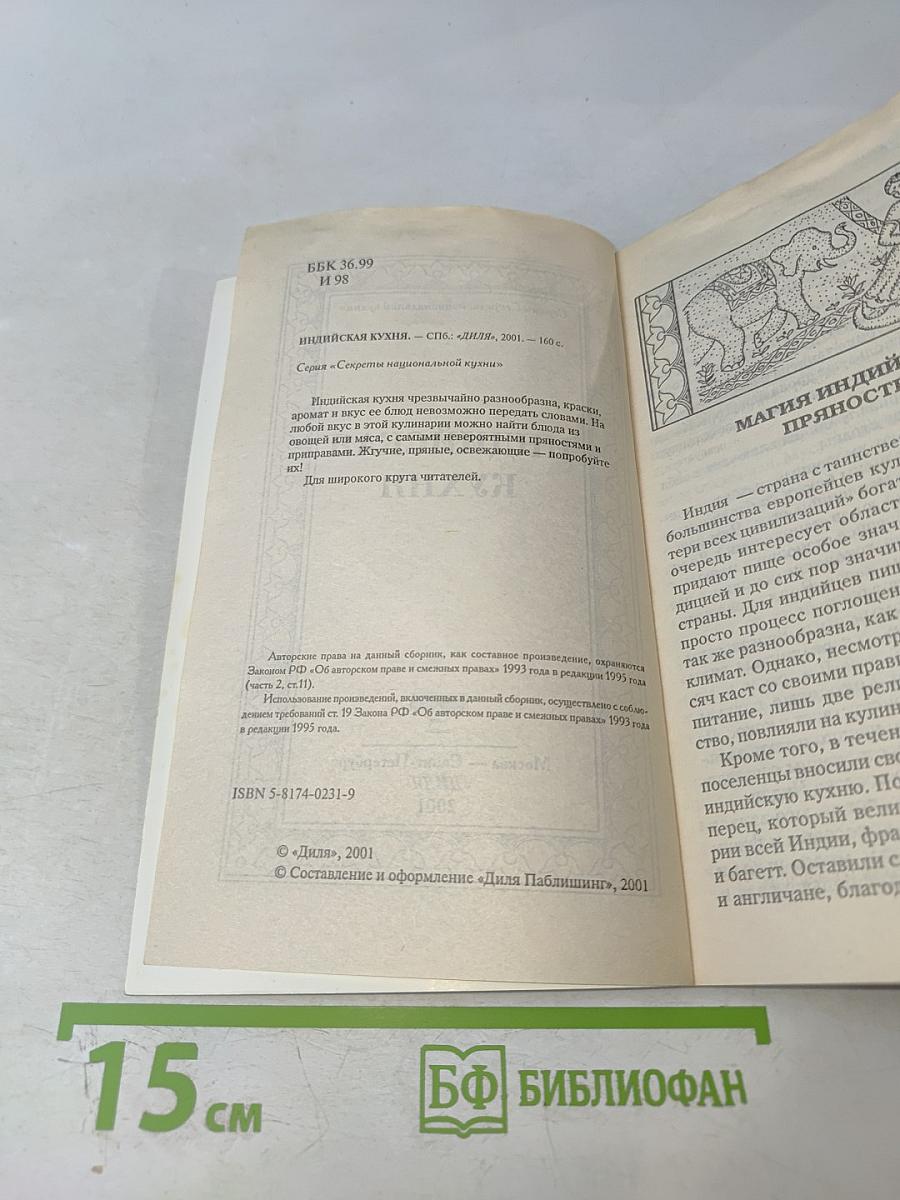 ББК 36.99
И 98
ИНДИЙСКАЯ КУХНЯ. — СПб.: «ДИЛЯ», 2001. — 160 с.
Серия «Секреты национальной кухни»
Индийская кухня чрезвычайно разнообразна, краски,
аромат и вкус ее блюд невозможно передать словами. На
любой вкус в этой кулинарии можно найти блюда из
овощей или мяса, с самыми невероятными пряностями и
приправами. Жгучие, пряные, освежающие — попробуйте
их!
Для широкого круга читателей.
Авторские права на данный сборник, как составное произведение, охраняются
Законом РФ «Об авторском праве и смежных правах» 1993 года в редакции 1995 года
(часть 2, ст.11).
Использование произведений, включенных в данный сборник, осуществлено с соблю-
дением требований ст. 19 Закона РФ «Об авторском праве и смежных правах» 1993 года
в редакции 1995 года.
ISBN 5-8174-0231-9
© «Диля», 2001
© Составление и оформление «Диля Паблишинг», 2001
МАГИЯ ИНДИЙ
ПРЯНОСТ
Индия — страна с таинстве
большинства европейцев кул
тери всех цивилизаций» богат
очередь интересует област
придают пище особое знач
дицией и до сих пор значи
страны. Для индийцев пищ
просто процесс поглощен
так же разнообразна, как
климат. Однако, несмотр
сяч каст со своими прави
питание, лишь две рели
ство, повлияли на кулин
Кроме того, в течен
поселенцы вносили сво
индийскую кухню. По
перец, который вели
рии всей Индии, фра
и багетт. Оставили с
и англичане, благод
15 см
БФ БИБЛИОФАН